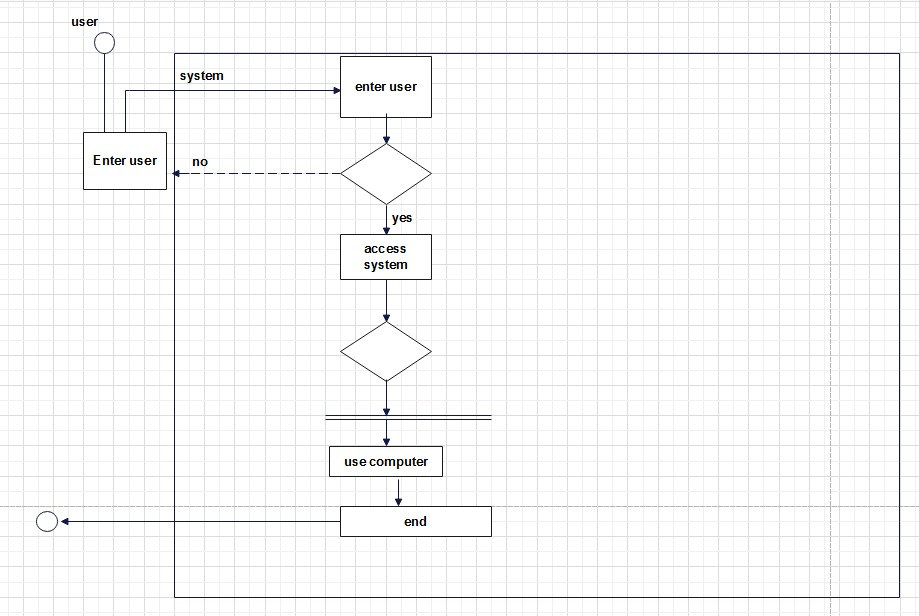 user
system
enter user
Enter user
no
yes
access
system
use computer
end